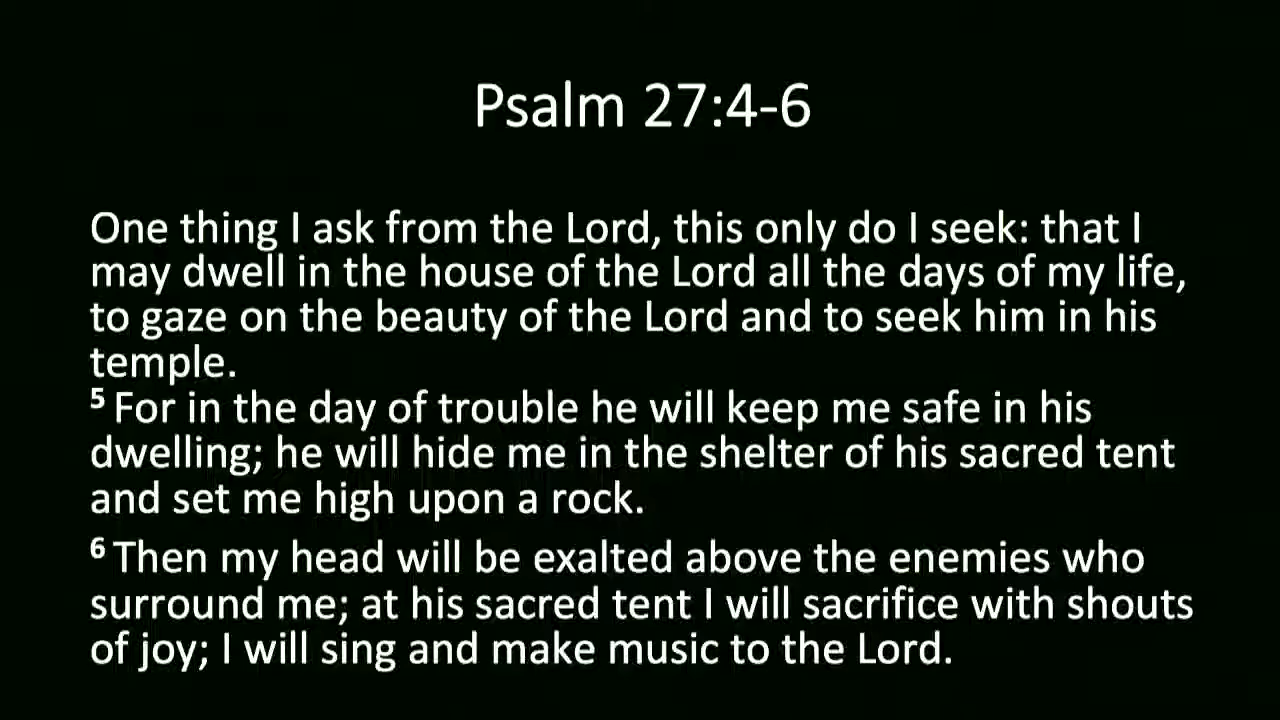 Psalm 27:4-6
One thing I ask from the Lord, this only do I seek: that I
may dwell in the house of the Lord all the days of my life,
to gaze on the beauty of the Lord and to seek him in his
temple.
⁵ For in the day of trouble he will keep me safe in his
dwelling; he will hide me in the shelter of his sacred tent
and set me high upon a rock.
⁶ Then my head will be exalted above the enemies who
surround me; at his sacred tent I will sacrifice with shouts
of joy; I will sing and make music to the Lord.